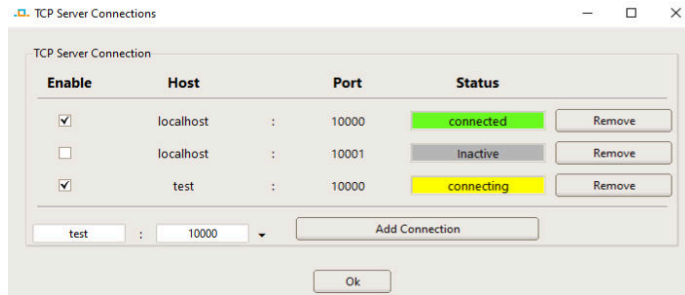 TCP Server Connections
TCP Server Connection
Enable Host Port Status
localhost : 10000 connected Remove
localhost : 10001 Inactive Remove
test : 10000 connecting Remove
test : 10000 Add Connection
Ok